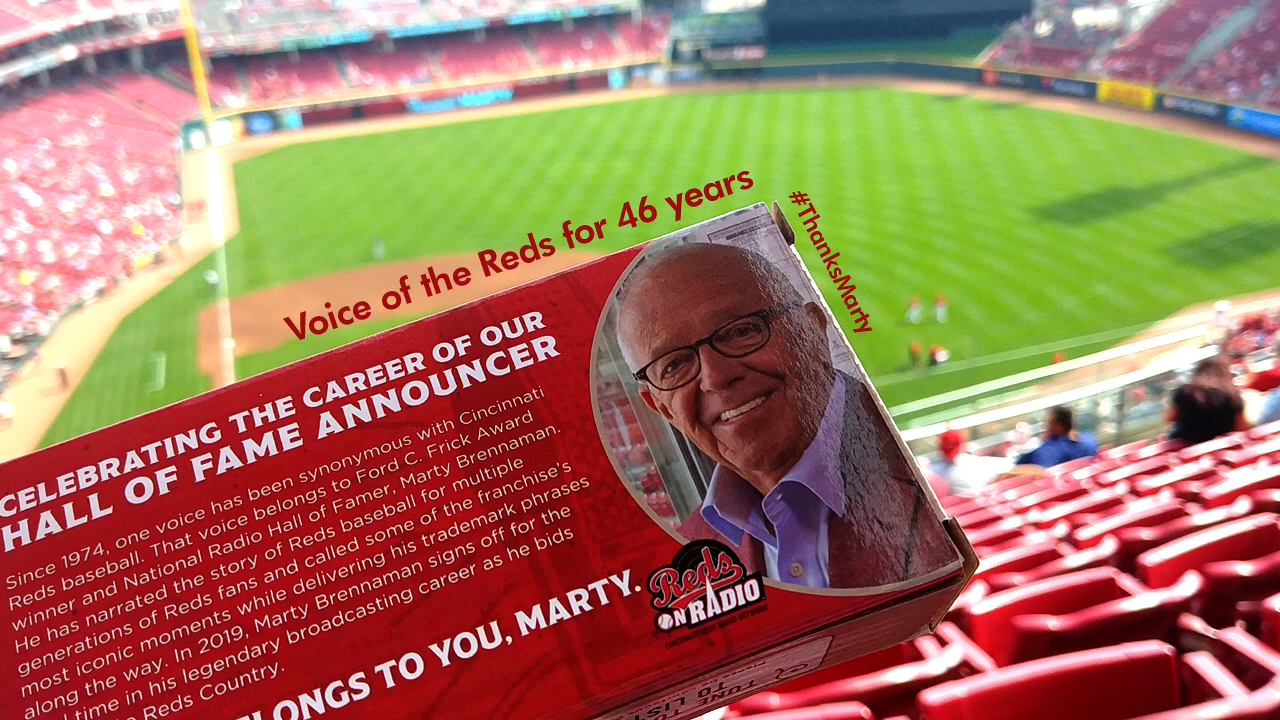 Voice of the Reds for 46 years
#ThanksMarty
CELEBRATING THE CAREER OF OUR
HALL OF FAME ANNOUNCER
Since 1974, one voice has been synonymous with Cincinnati
Reds baseball. That voice belongs to Ford C. Frick Award
winner and National Radio Hall of Famer, Marty Brennaman.
He has narrated the story of Reds baseball for multiple
generations of Reds fans and called some of the franchise's
most iconic moments while delivering his trademark phrases
along the way. In 2019, Marty Brennaman signs off for the
l time in his legendary broadcasting career as he bids
Reds Country.
ELONGS TO YOU, MARTY.
Reds
ON RADIO
TUNE
TO LIST